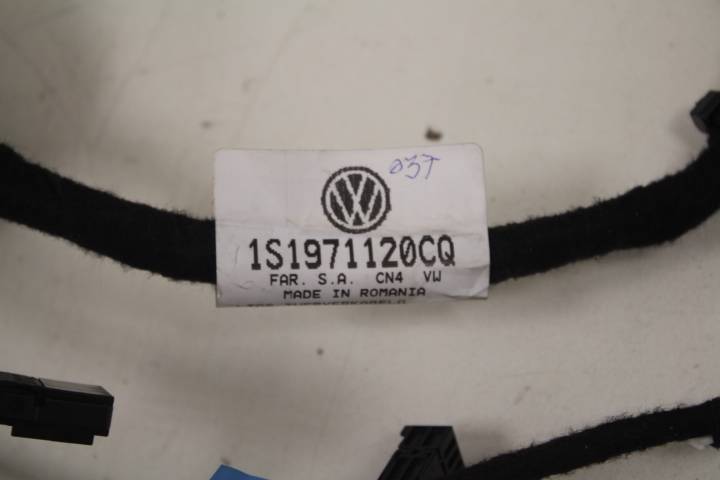 03T
1S1971120CQ
FAR. S.A. CN4 VW
MADE IN ROMANIA